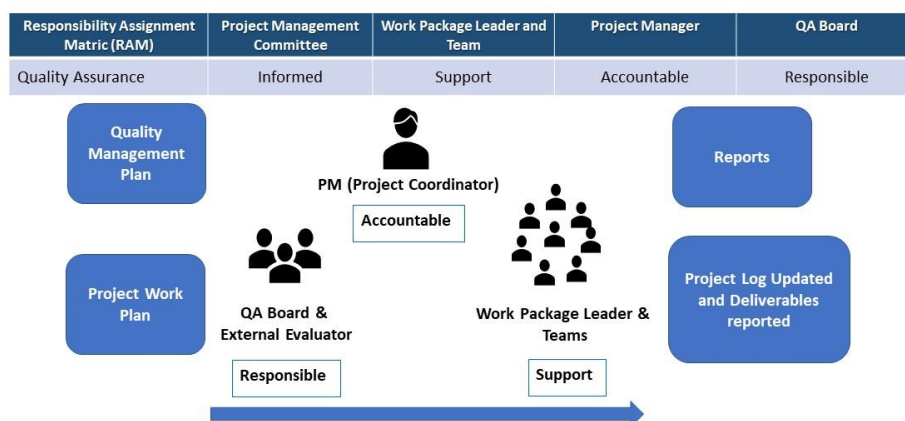 Responsibility Assignment
Matric (RAM)
Project Management
Committee
Work Package Leader and
Team
Project Manager
QA Board
Quality Assurance
Informed
Support
Accountable
Responsible
Quality
Management
Plan
PM (Project Coordinator)
Accountable
Reports
Project Work
Plan
QA Board &
External Evaluator
Responsible
Work Package Leader &
Teams
Support
Project Log Updated
and Deliverables
reported